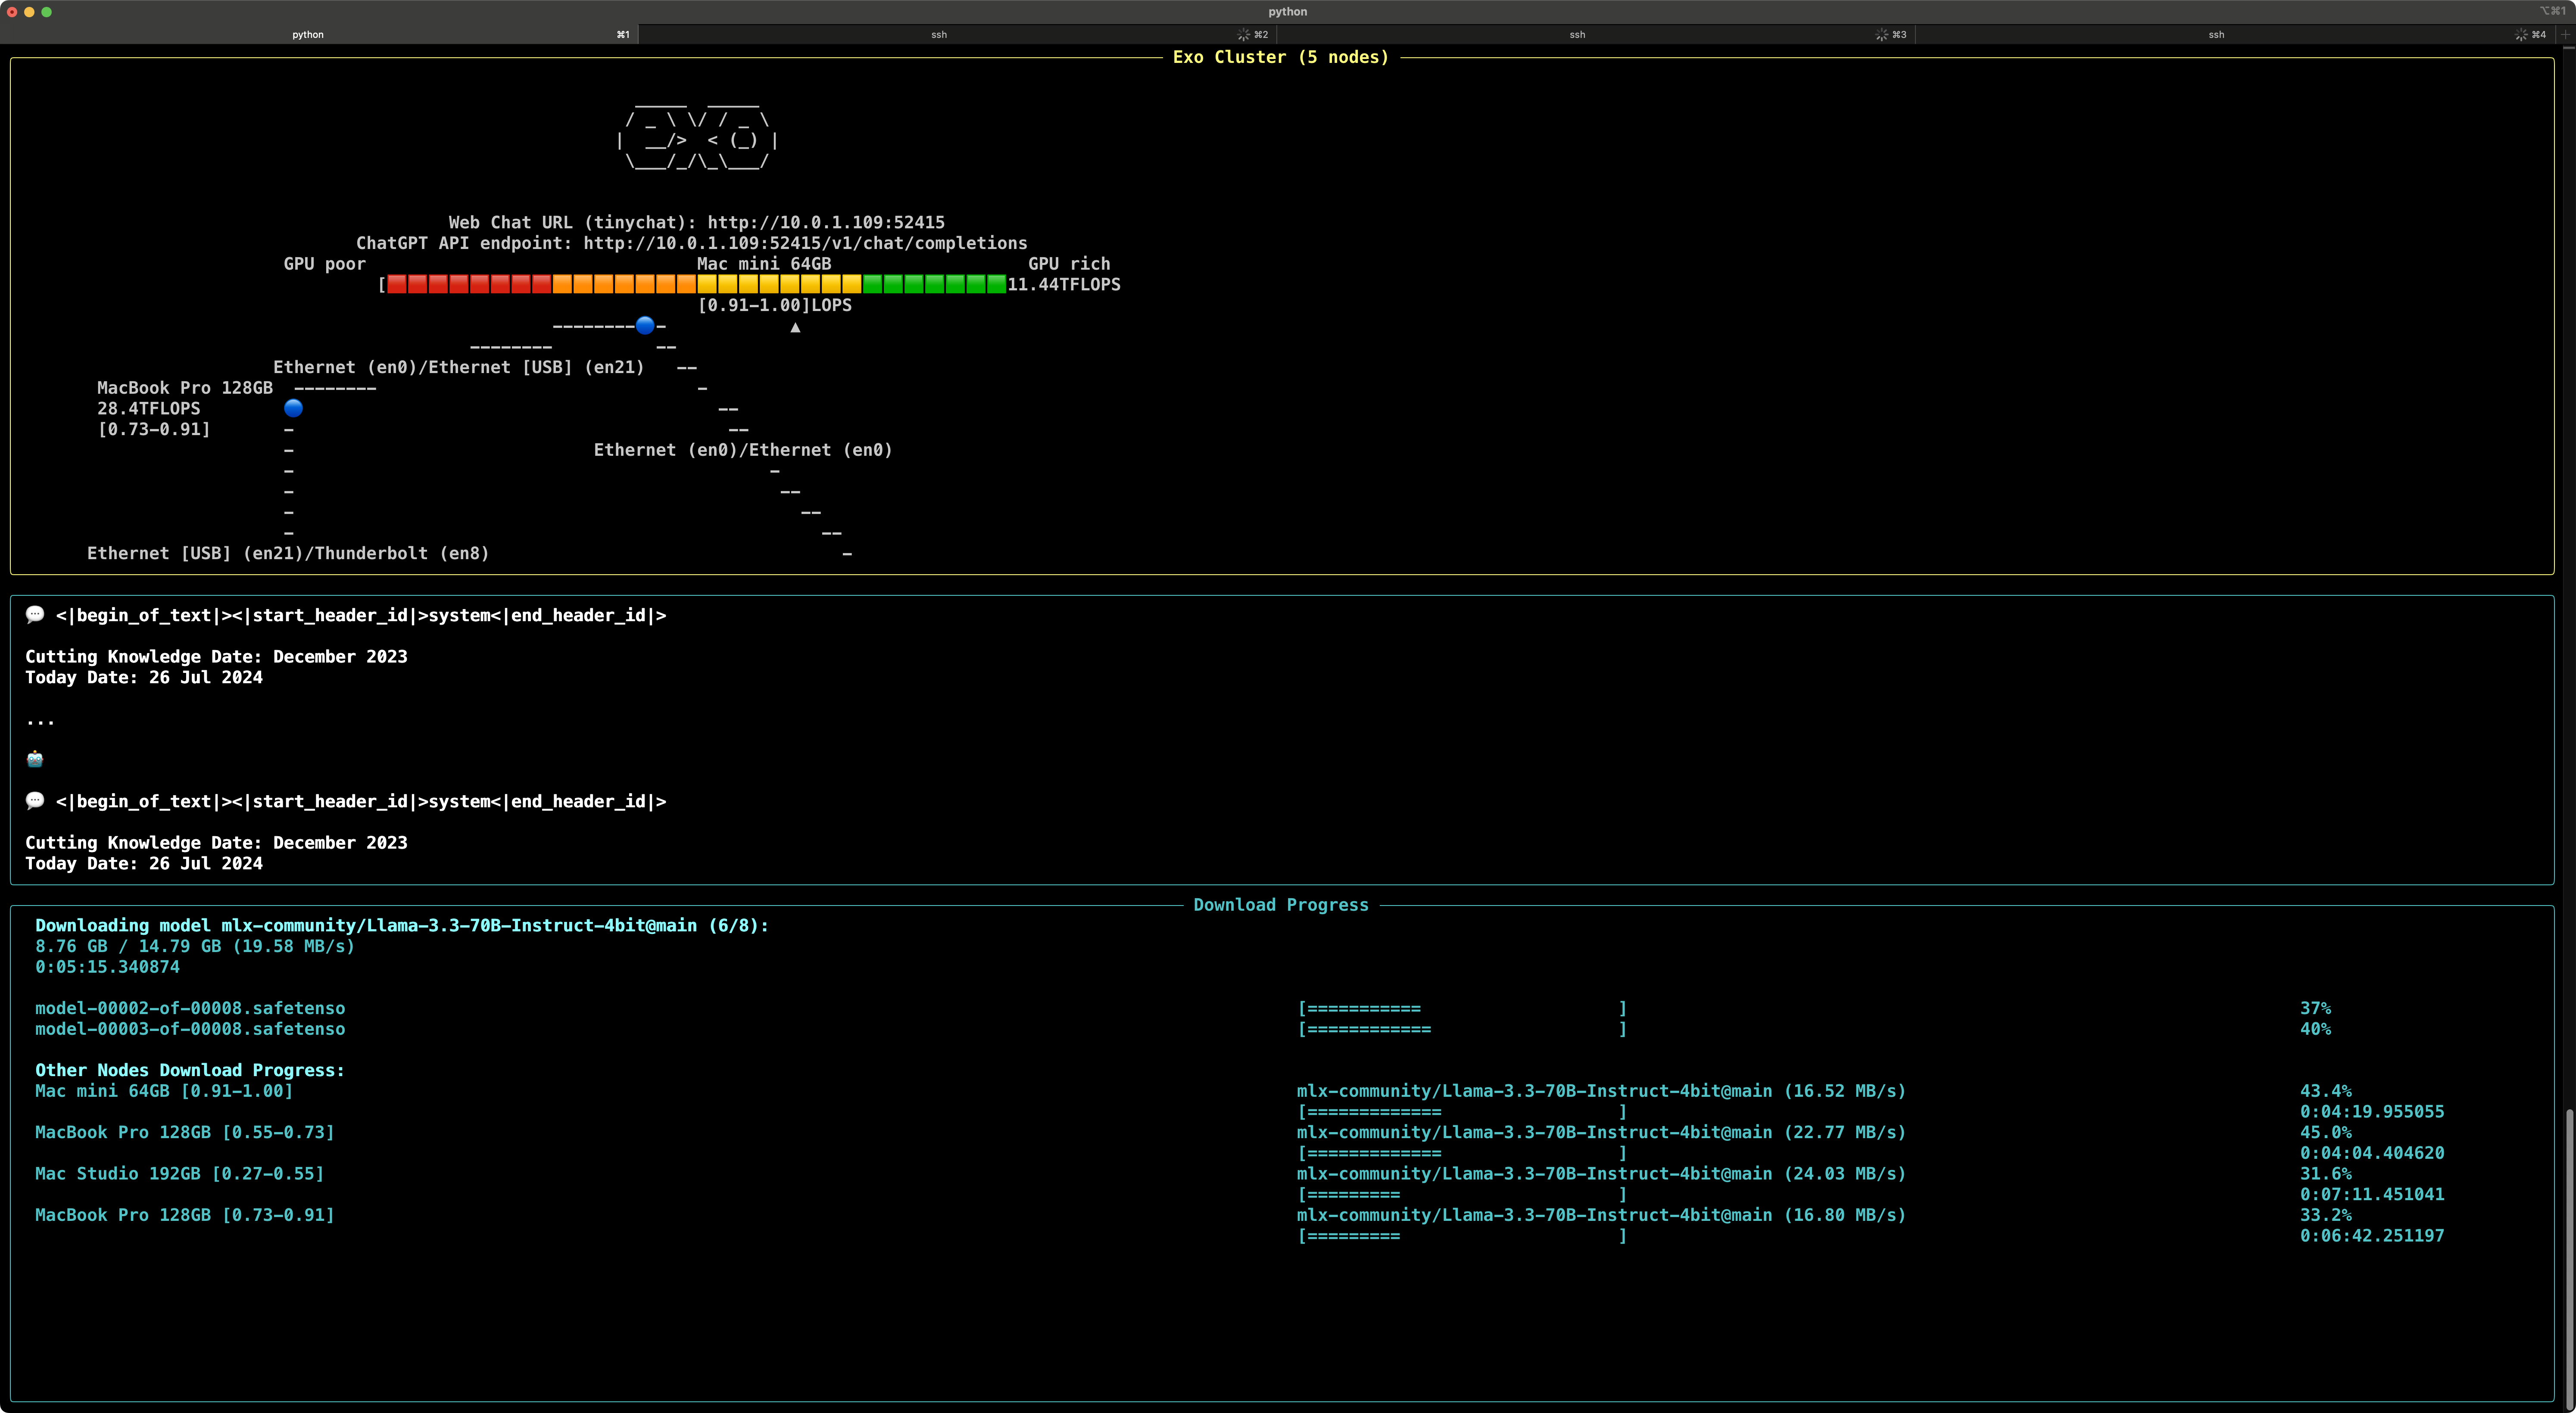 python
⌥⌘1
python ⌘1 ssh ⌘2 ssh ⌘3 ssh ⌘4 +
Exo Cluster (5 nodes)
exo
Web Chat URL (tinychat): http://10.0.1.109:52415
ChatGPT API endpoint: http://10.0.1.109:52415/v1/chat/completions
GPU poor Mac mini 64GB GPU rich
[ 11.44TFLOPS
[0.91-1.00]LOPS
Ethernet (en0)/Ethernet [USB] (en21)
MacBook Pro 128GB
28.4TFLOPS
[0.73-0.91]
Ethernet (en0)/Ethernet (en0)
Ethernet [USB] (en21)/Thunderbolt (en8)
💬 <|begin_of_text|><|start_header_id|>system<|end_header_id|>
Cutting Knowledge Date: December 2023
Today Date: 26 Jul 2024
...
🤖
💬 <|begin_of_text|><|start_header_id|>system<|end_header_id|>
Cutting Knowledge Date: December 2023
Today Date: 26 Jul 2024
Download Progress
Downloading model mlx-community/Llama-3.3-70B-Instruct-4bit@main (6/8):
8.76 GB / 14.79 GB (19.58 MB/s)
0:05:15.340874
model-00002-of-00008.safetenso [=========== ] 37%
model-00003-of-00008.safetenso [============ ] 40%
Other Nodes Download Progress:
Mac mini 64GB [0.91-1.00] mlx-community/Llama-3.3-70B-Instruct-4bit@main (16.52 MB/s) 43.4%
[============= ] 0:04:19.955055
MacBook Pro 128GB [0.55-0.73] mlx-community/Llama-3.3-70B-Instruct-4bit@main (22.77 MB/s) 45.0%
[============= ] 0:04:04.404620
Mac Studio 192GB [0.27-0.55] mlx-community/Llama-3.3-70B-Instruct-4bit@main (24.03 MB/s) 31.6%
[========= ] 0:07:11.451041
MacBook Pro 128GB [0.73-0.91] mlx-community/Llama-3.3-70B-Instruct-4bit@main (16.80 MB/s) 33.2%
[========= ] 0:06:42.251197